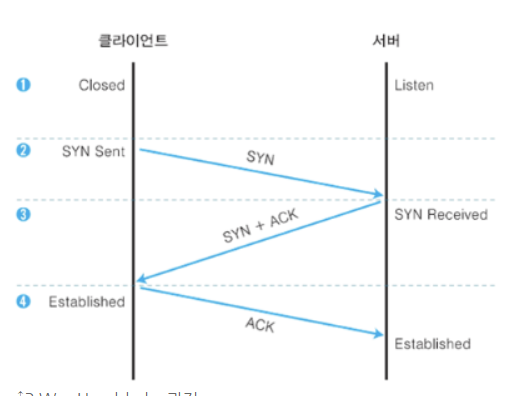 클라이언트 서버
1 Closed Listen
2 SYN Sent
SYN
3 SYN Received
SYN + ACK
4 Established
ACK
Established